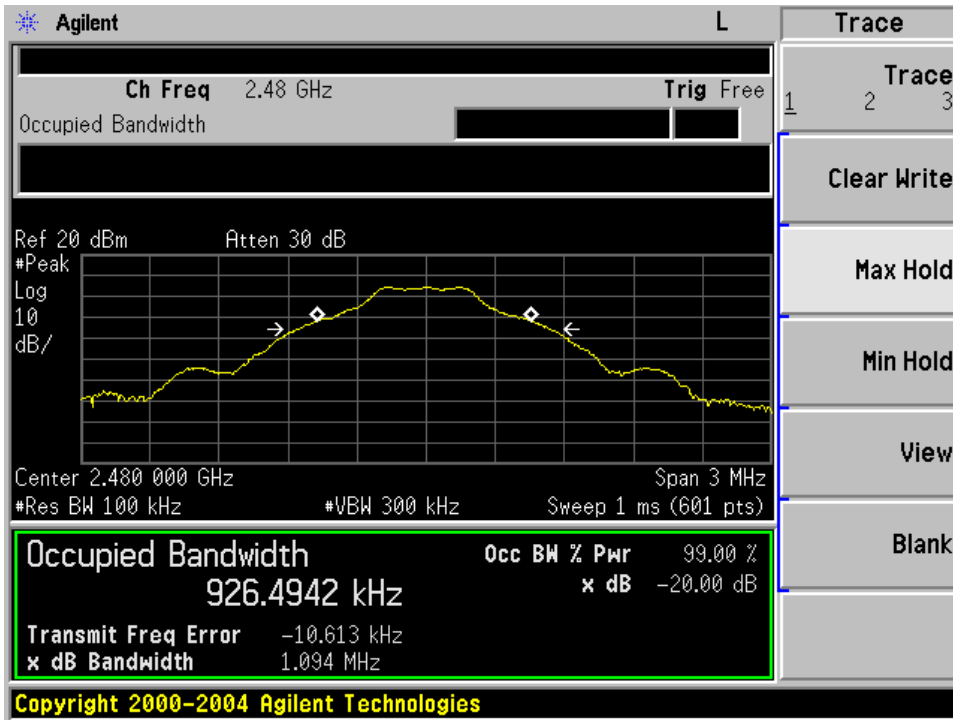 Agilent L Trace
Ch Freq 2.48 GHz Trig Free
Occupied Bandwidth
Trace
1 2 3
Clear Write
Max Hold
Min Hold
View
Blank
Ref 20 dBm Atten 30 dB
#Peak
Log
10
dB/
Center 2.480 000 GHz Span 3 MHz
#Res BW 100 kHz #VBW 300 kHz Sweep 1 ms (601 pts)
Occupied Bandwidth Occ BW % Pwr 99.00 %
926.4942 kHz x dB -20.00 dB
Transmit Freq Error -10.613 kHz
x dB Bandwidth 1.094 MHz
Copyright 2000-2004 Agilent Technologies